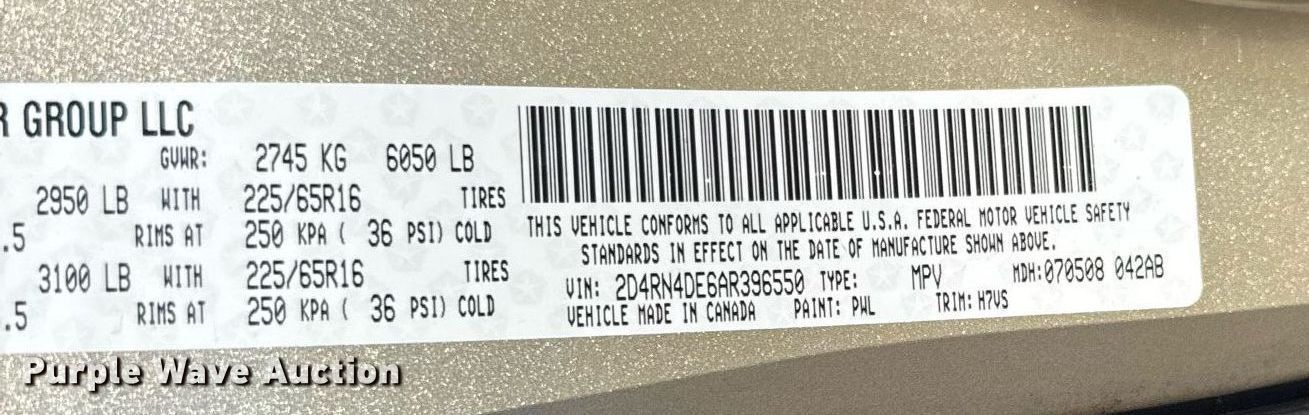 R GROUP LLC
GVWR: 2745 KG 6050 LB
2950 LB WITH 225/65R16 TIRES
.5 RIMS AT 250 KPA ( 36 PSI) COLD
3100 LB WITH 225/65R16 TIRES
.5 RIMS AT 250 KPA ( 36 PSI) COLD
THIS VEHICLE CONFORMS TO ALL APPLICABLE U.S.A. FEDERAL MOTOR VEHICLE SAFETY
STANDARDS IN EFFECT ON THE DATE OF MANUFACTURE SHOWN ABOVE.
VIN: 2D4RN4DE6AR396550 TYPE: MPV MDH:070508 042AB
VEHICLE MADE IN CANADA PAINT: PWL TRIM: H7VS
Purple Wave Auction